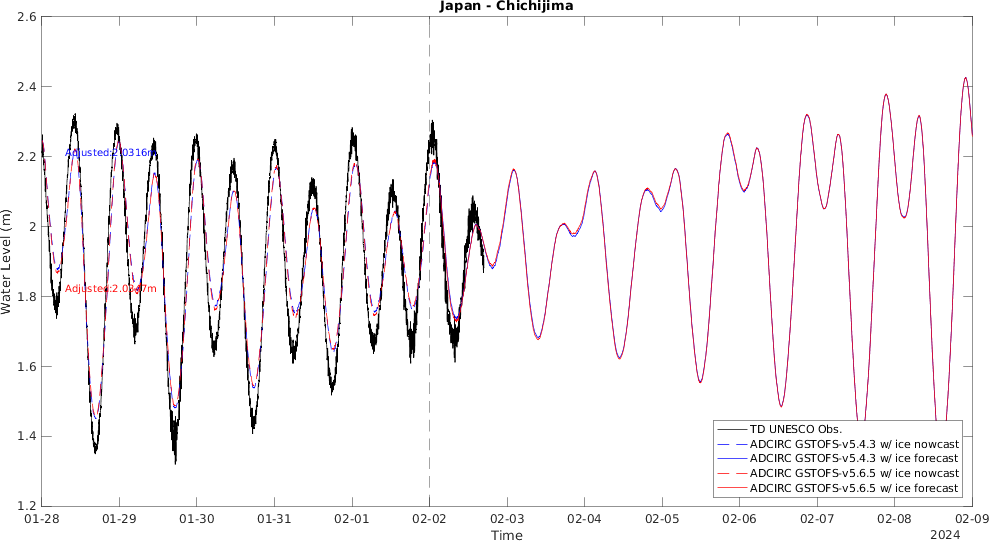 Japan - Chichijima
2.6
2.4
2.2
2
1.8
1.6
1.4
1.2
Water Level (m)
Adjusted:2.0316m
m
TD UNESCO Obs.
ADCIRC GSTOFS-v5.4.3 w/ ice nowcast
ADCIRC GSTOFS-v5.4.3 w/ ice forecast
ADCIRC GSTOFS-v5.6.5 w/ ice nowcast
ADCIRC GSTOFS-v5.6.5 w/ ice forecast
01-28 01-29 01-30 01-31 02-01 02-02 02-03 02-04 02-05 02-06 02-07 02-08 02-09
Time
2024